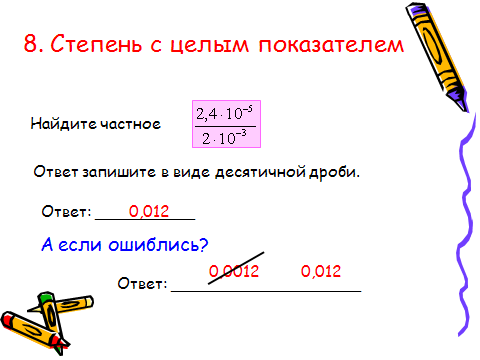 8. Степень с целым показателем
Найдите частное 2,4·10⁻⁵ / 2·10⁻³
Ответ запишите в виде десятичной дроби.
Ответ: 0,012
А если ошиблись?
Ответ: 0,0012 0,012